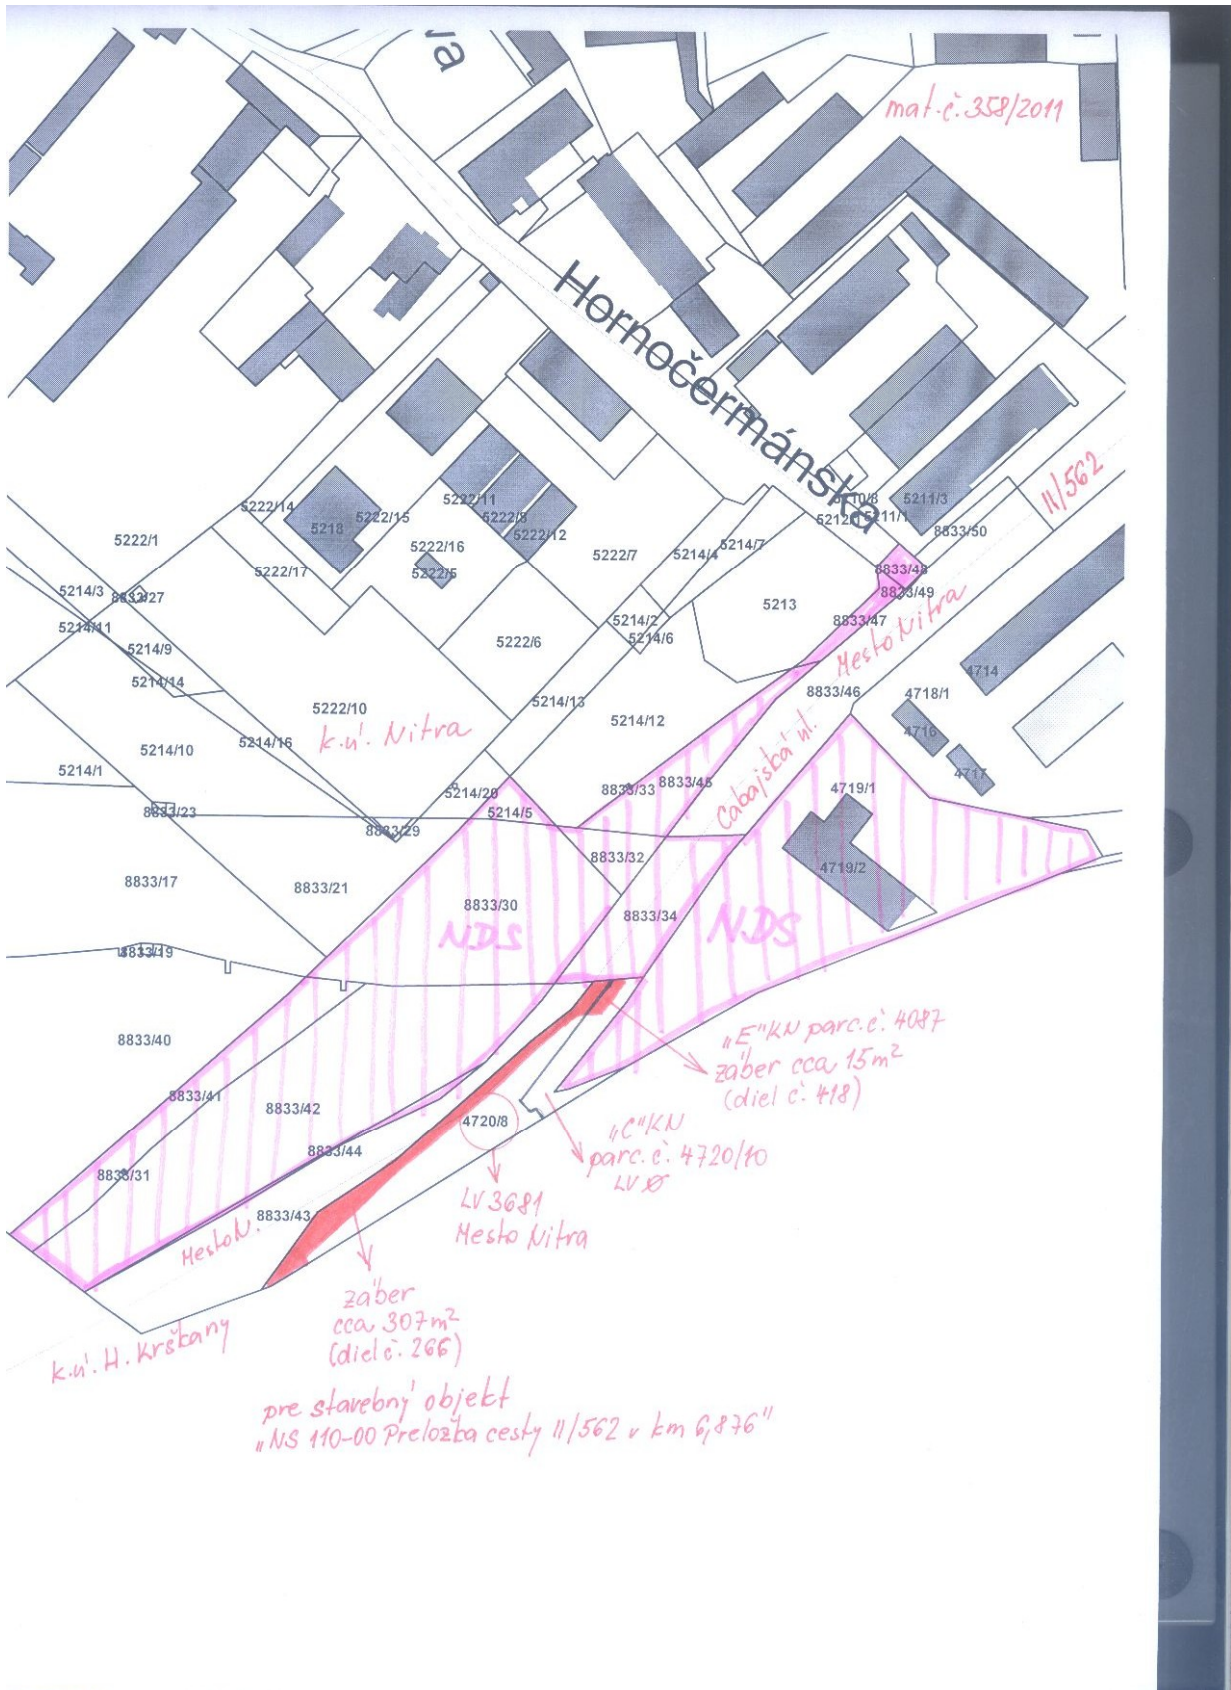 va
mat.č. 358/2011
Hornočermánska
II/562
5222/14
5218
5222/15
5222/11
5222/8
5222/12
5211/3
8833/50
5222/1
5222/16
5222/5
5222/17
5222/7
5214/4
5214/7
8833/48
8833/49
8833/47
5214/3
8833/27
5214/11
5214/9
5214/14
5213
5214/2
5214/6
5222/6
Mesto Nitra
4714
8833/46
4718/1
4716
4717
5222/10
k.ú. Nitra
5214/13
5214/12
5214/10
5214/16
5214/1
Cabajská ul.
8833/23
8833/29
5214/20
5214/5
8833/33
8833/45
4719/1
8833/32
4719/2
8833/17
8833/21
8833/30
8833/34
NDS
NDS
8833/19
8833/40
8833/41
8833/42
8833/44
8833/31
8833/43
Mesto N.
4720/8
"E"KN parc.č. 4087
záber cca 15m²
(diel č. 418)
"C"KN
parc.č. 4720/10
LV Ø
LV 3681
Mesto Nitra
záber
cca 307m²
(diel č. 266)
k.ú. H. Krškany
pre stavebný objekt
"NS 110-00 Preložka cesty II/562 v km 6,876"